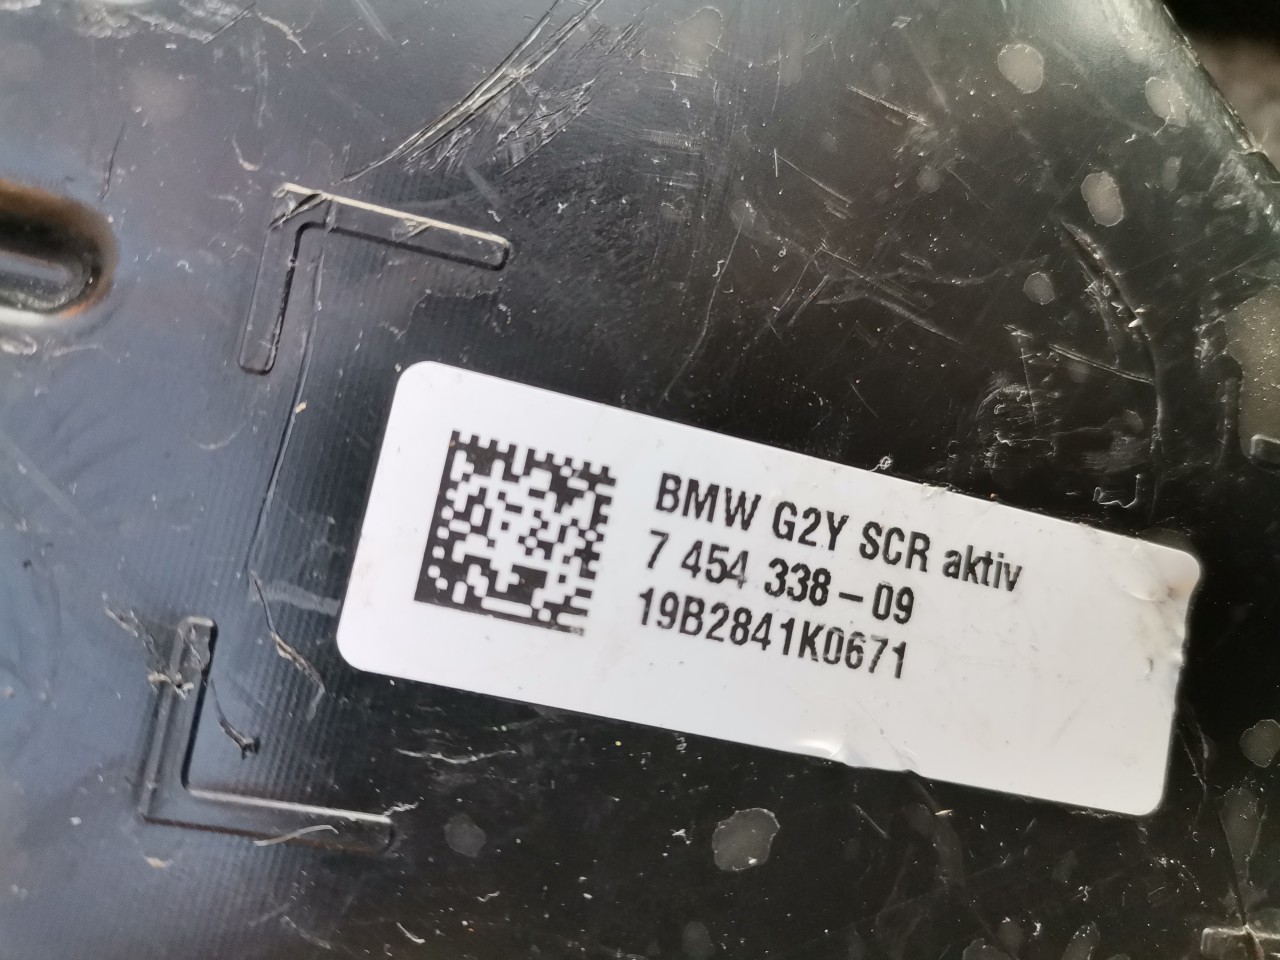 BMW G2Y SCR aktiv
7 454 338 – 09
19B2841K0671